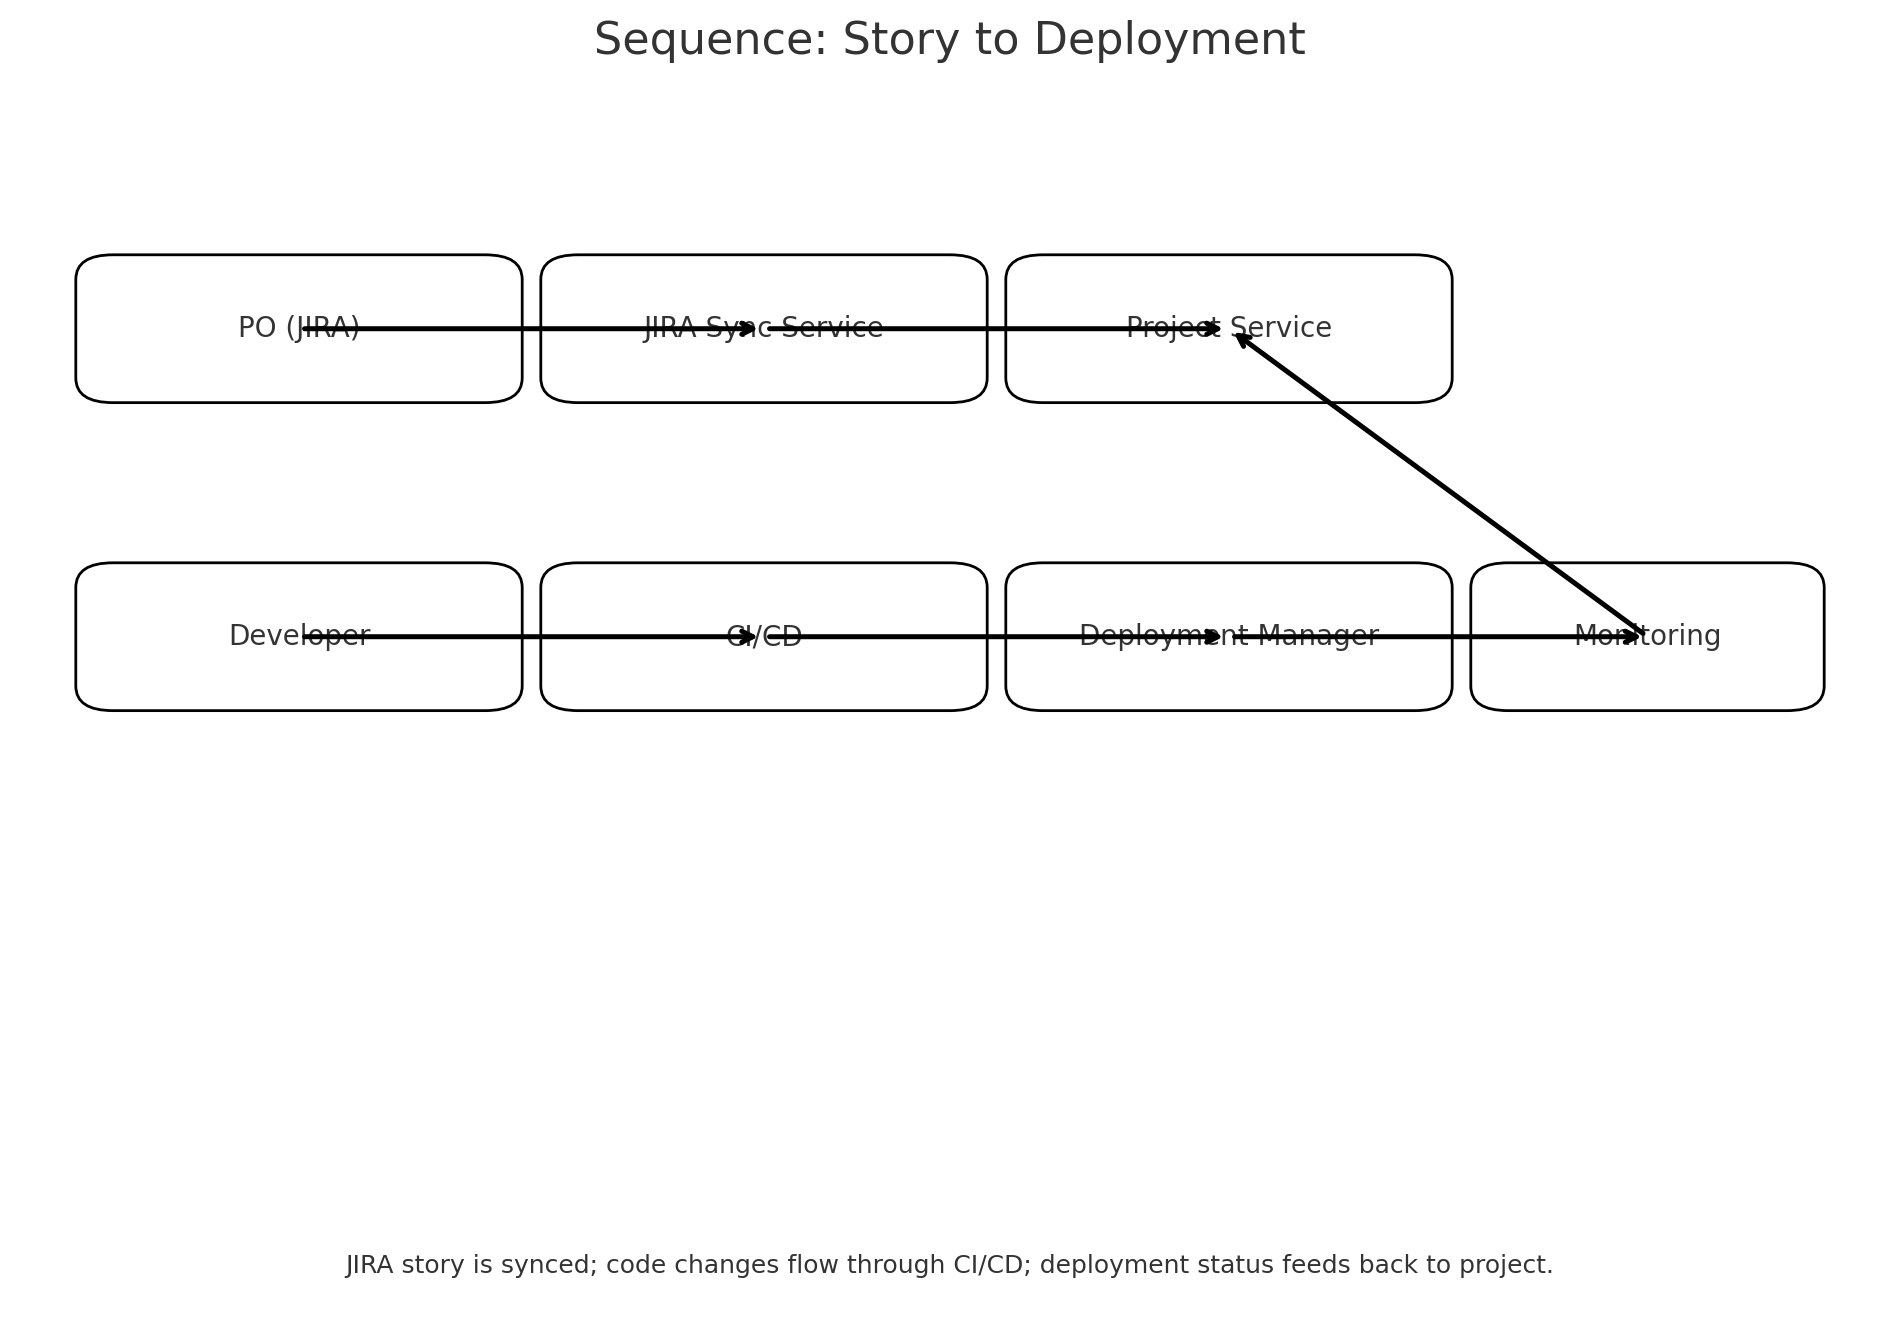 Sequence: Story to Deployment
PO (JIRA)
JIRA Sync Service
Project Service
Developer
CI/CD
Deployment Manager
Monitoring
JIRA story is synced; code changes flow through CI/CD; deployment status feeds back to project.